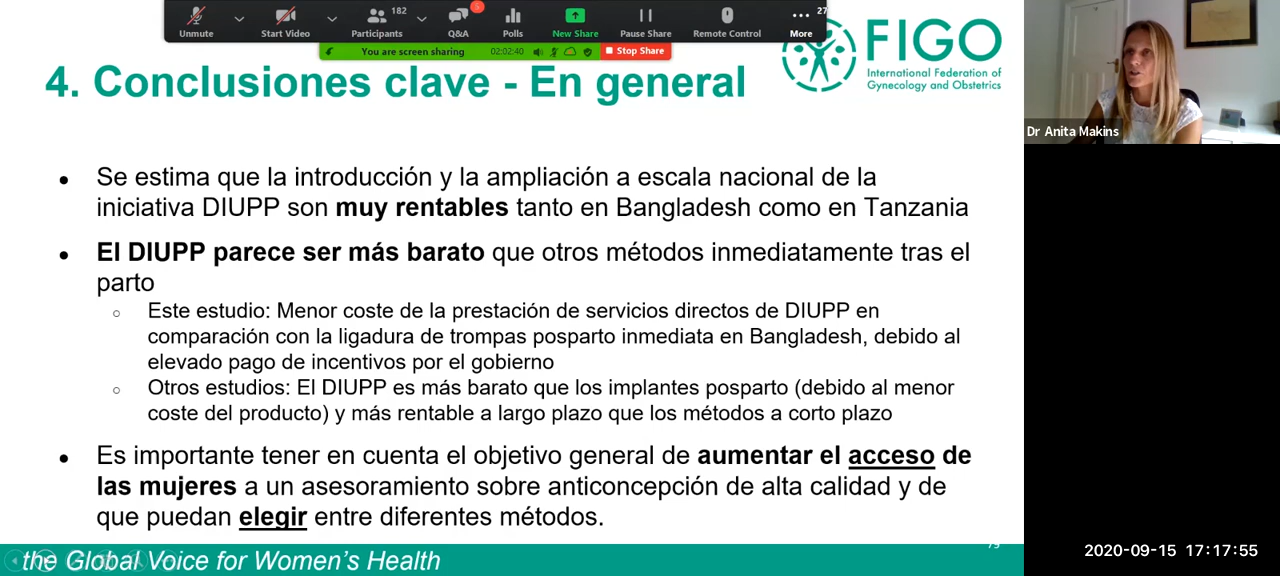 Unmute
Start Video
182
Participants
5
Q&A
Polls
New Share
Pause Share
Remote Control
27
More
You are screen sharing
02:02:40
Stop Share
FIGO
International Federation of
Gynecology and Obstetrics
Dr Anita Makins
4. Conclusiones clave - En general
● Se estima que la introducción y la ampliación a escala nacional de la
iniciativa DIUPP son muy rentables tanto en Bangladesh como en Tanzania
● El DIUPP parece ser más barato que otros métodos inmediatamente tras el
parto
○ Este estudio: Menor coste de la prestación de servicios directos de DIUPP en
comparación con la ligadura de trompas posparto inmediata en Bangladesh, debido al
elevado pago de incentivos por el gobierno
○ Otros estudios: El DIUPP es más barato que los implantes posparto (debido al menor
coste del producto) y más rentable a largo plazo que los métodos a corto plazo
● Es importante tener en cuenta el objetivo general de aumentar el acceso de
las mujeres a un asesoramiento sobre anticoncepción de alta calidad y de
que puedan elegir entre diferentes métodos.
the Global Voice for Women's Health
2020-09-15 17:17:55